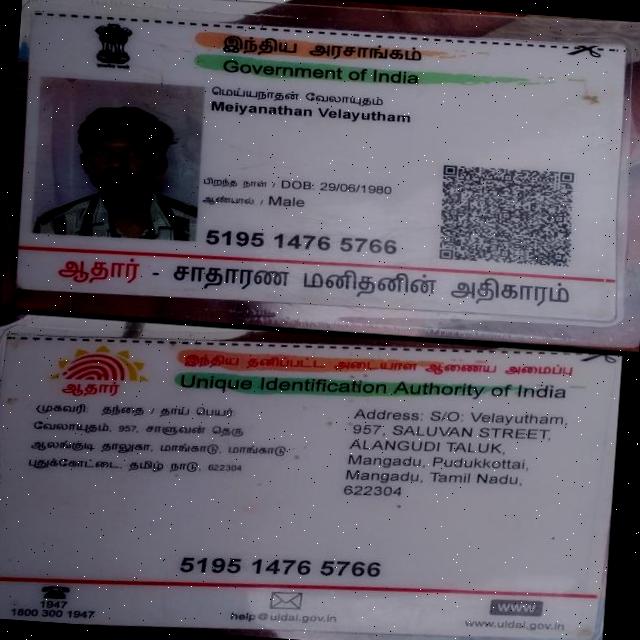 இந்திய அரசாங்கம்
Government of India
மெய்யநாதன் வேலாயுதம்
Meiyanathan Velayutham
பிறந்த நாள் / DOB: 29/06/1980
ஆண்பால் / Male
5195 1476 5766
ஆதார் - சாதாரண மனிதனின் அதிகாரம்
ஆதார்
இந்திய தனிப்பட்ட அடையாள ஆணைய அமைப்பு
Unique Identification Authority of India
முகவரி: தந்தை / தாய் பெயர்
வேலாயுதம், 957, சாளுவன் தெரு
ஆலங்குடி தாலுகா, மாங்காடு, மாங்காடு
புதுக்கோட்டை, தமிழ் நாடு, 622304
Address: S/O: Velayutham,
957, SALUVAN STREET,
ALANGUDI TALUK,
Mangadu, Pudukkottai,
Mangadu, Tamil Nadu,
622304
5195 1476 5766
1947
1800 300 1947
help@uidai.gov.in
WWW
www.uidai.gov.in